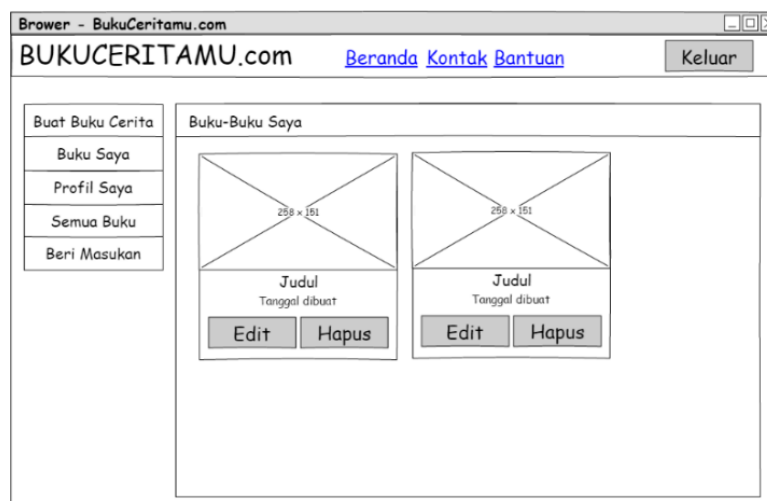 Brower - BukuCeritamu.com
BUKUCERITAMU.com Beranda Kontak Bantuan Keluar
Buat Buku Cerita
Buku Saya
Profil Saya
Semua Buku
Beri Masukan
Buku-Buku Saya
258 x 151
Judul
Tanggal dibuat
Edit Hapus
258 x 151
Judul
Tanggal dibuat
Edit Hapus